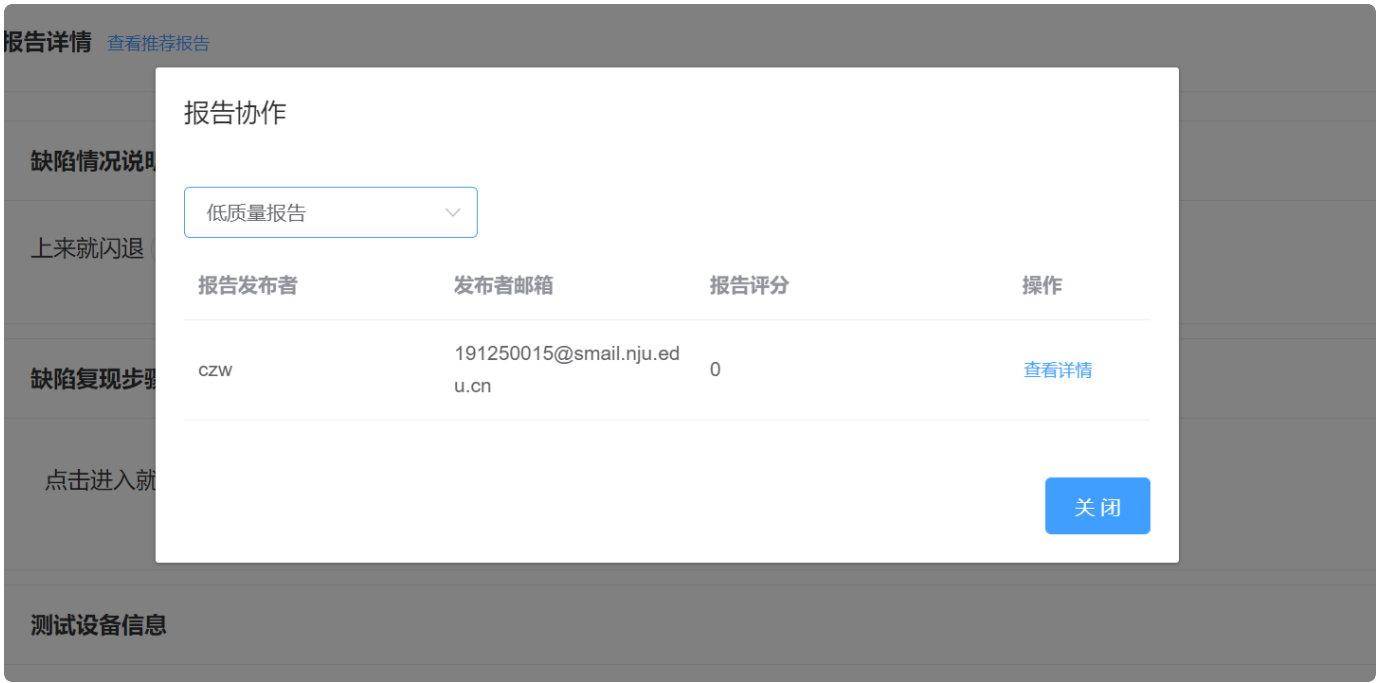 报告详情 查看推荐报告
报告协作
缺陷情况说明
低质量报告
上来就闪退
报告发布者 发布者邮箱 报告评分 操作
czw 191250015@smail.nju.ed
u.cn 0 查看详情
缺陷复现步骤
点击进入就
关闭
测试设备信息